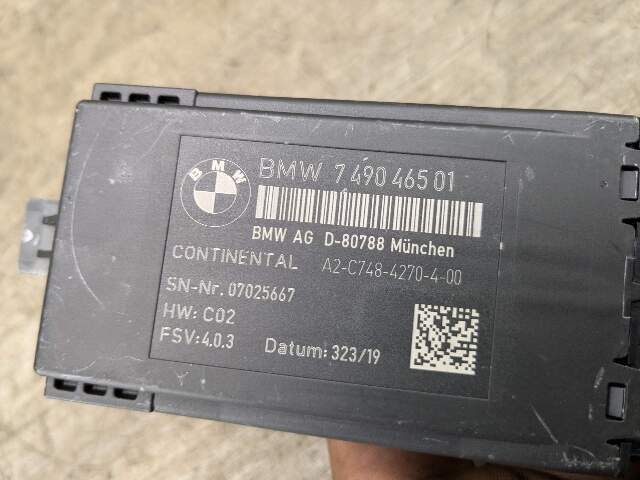 BMW
BMW 7 490 465 01
BMW AG D-80788 München
CONTINENTAL A2-C748-4270-4-00
SN-Nr. 07025667
HW: C02
FSV: 4.0.3 Datum: 323/19